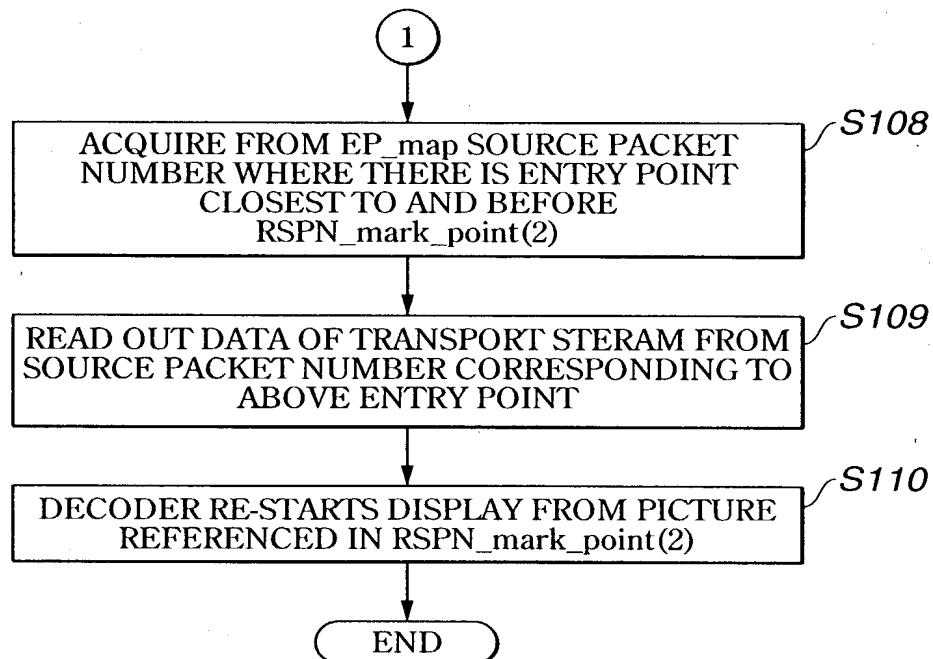 1
S108
ACQUIRE FROM EP_map SOURCE PACKET
NUMBER WHERE THERE IS ENTRY POINT
CLOSEST TO AND BEFORE
RSPN_mark_point(2)
S109
READ OUT DATA OF TRANSPORT STERAM FROM
SOURCE PACKET NUMBER CORRESPONDING TO
ABOVE ENTRY POINT
S110
DECODER RE-STARTS DISPLAY FROM PICTURE
REFERENCED IN RSPN_mark_point(2)
END